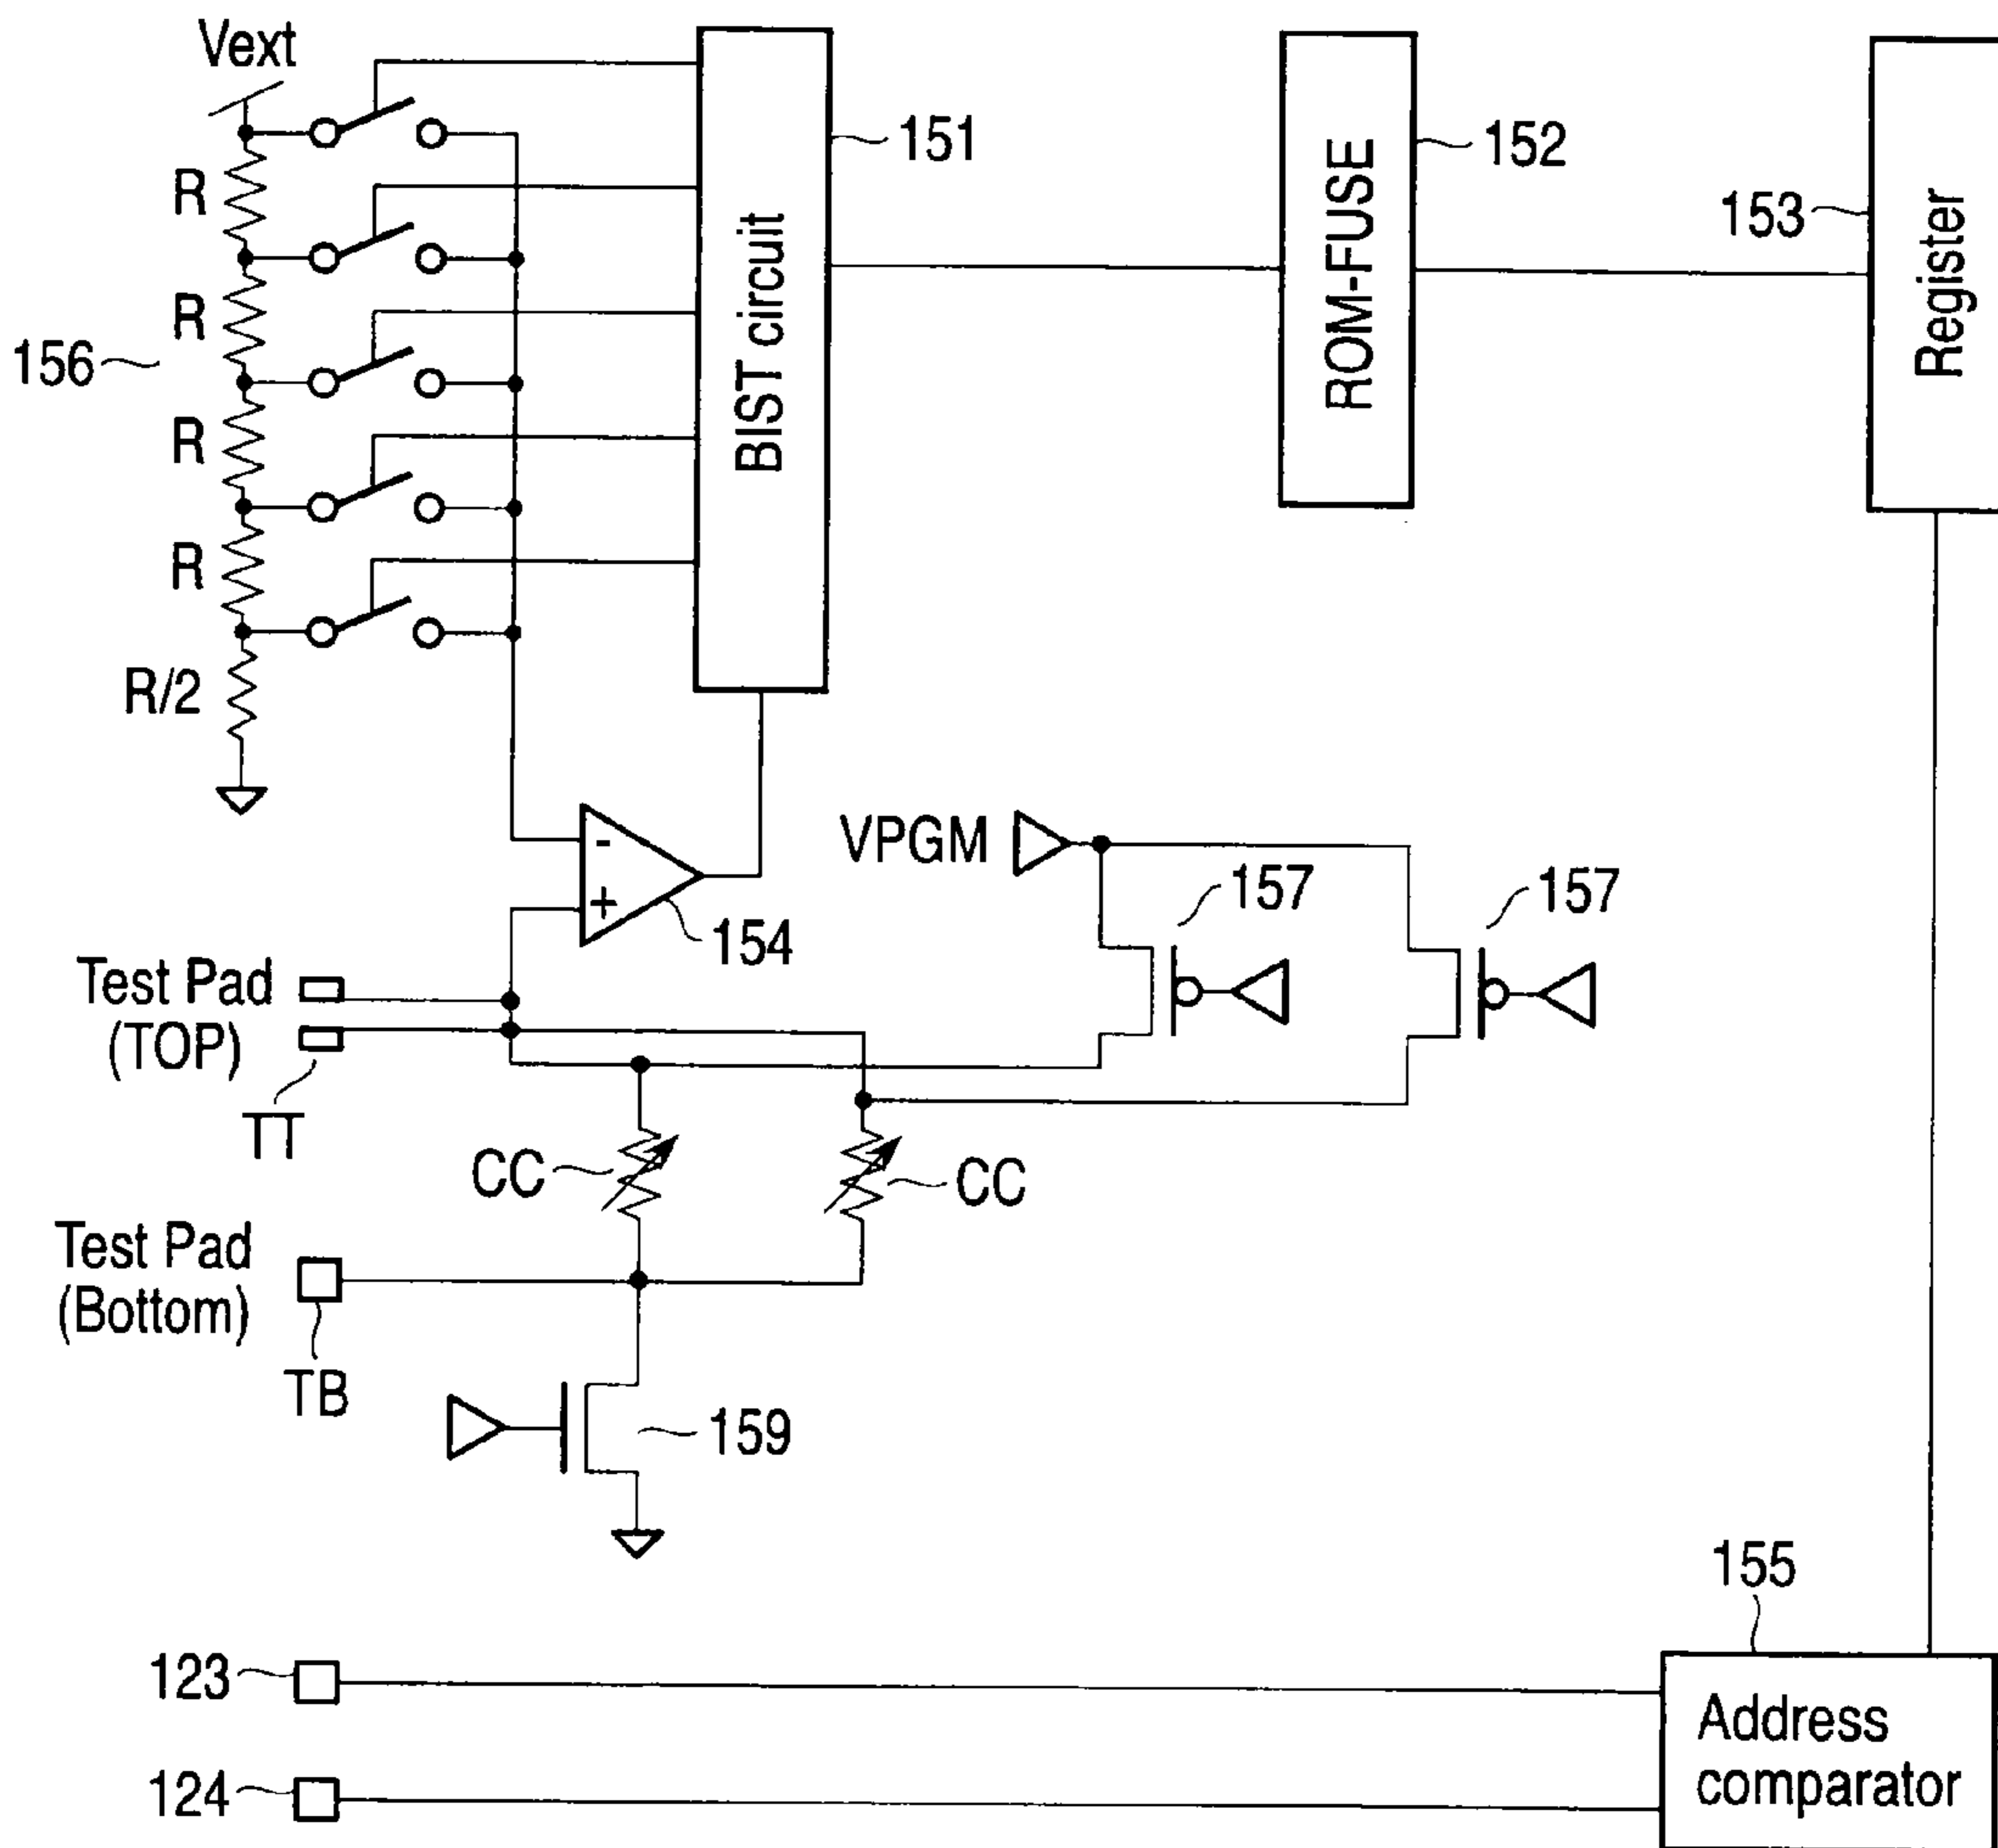 Vext
151
152
153
R
R
156
R
R
R/2
BIST circuit
ROM-FUSE
Register
-
+
154
VPGM
157
157
Test Pad
(TOP)
TT
CC
CC
Test Pad
(Bottom)
TB
159
155
123
124
Address
comparator